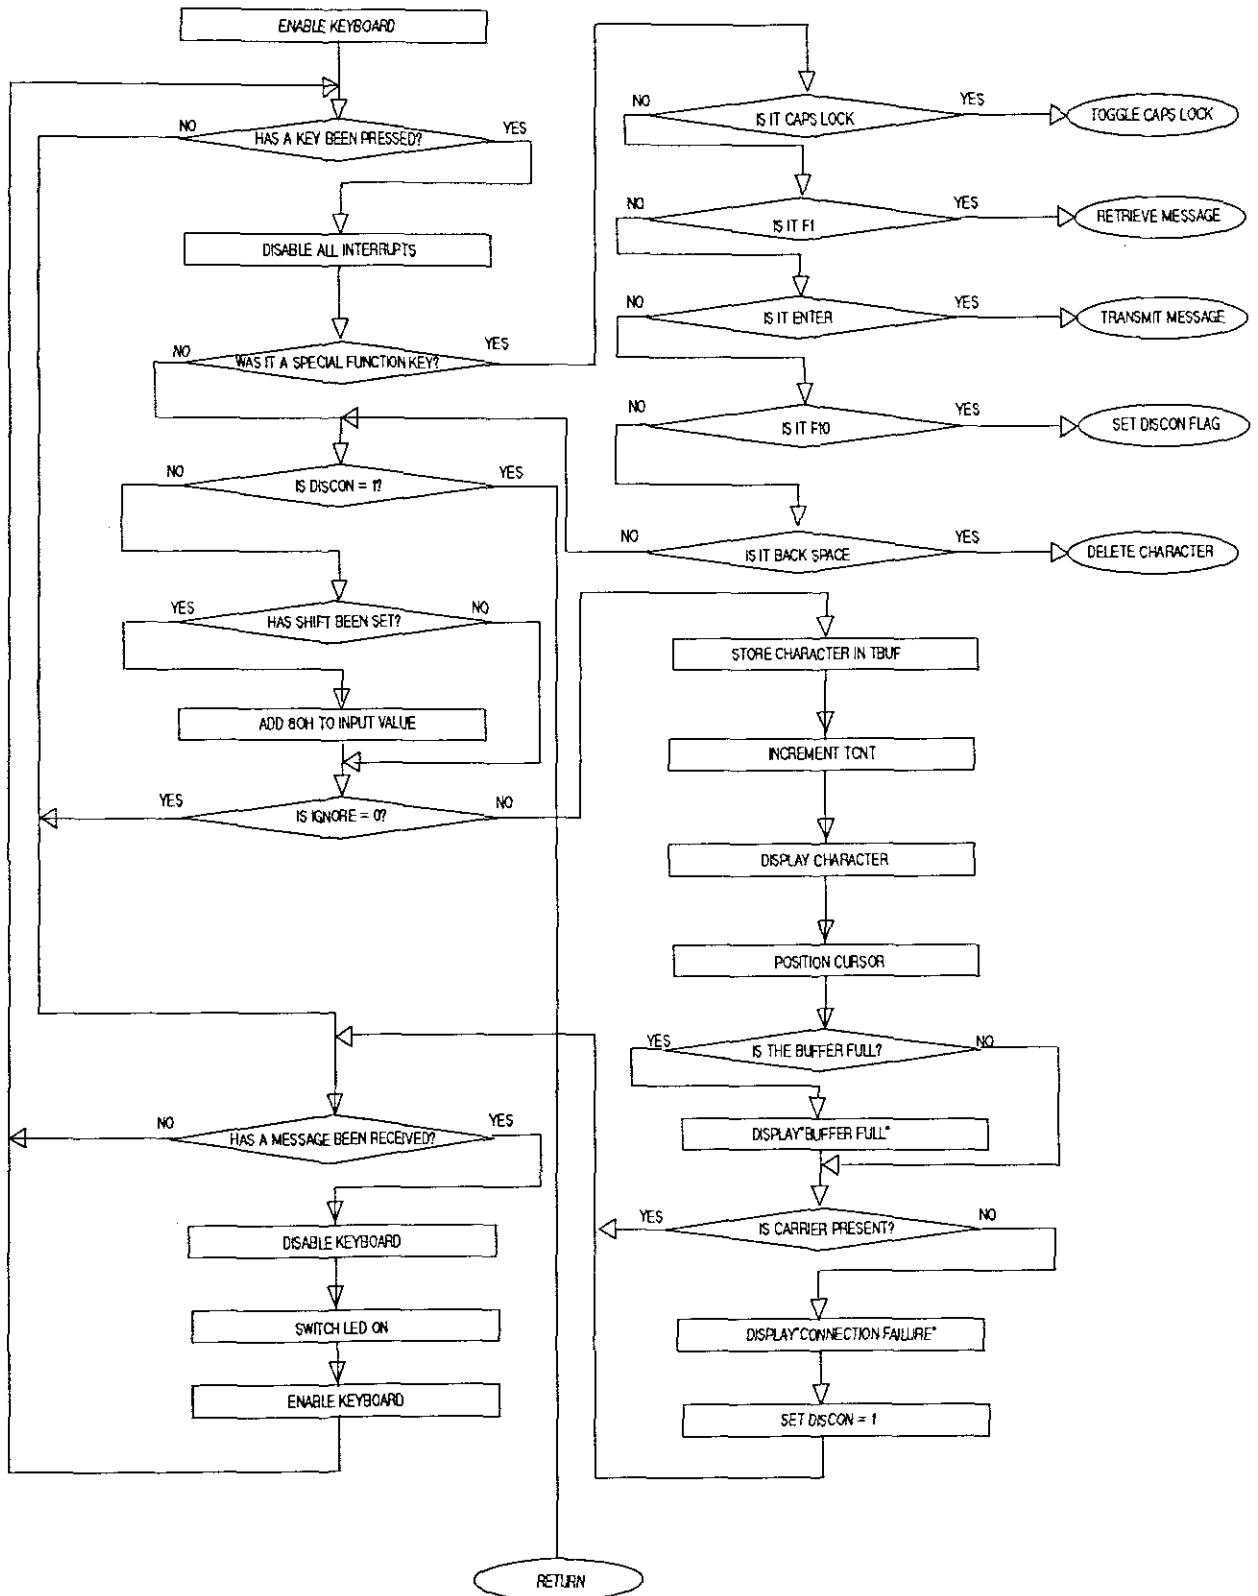 ENABLE KEYBOARD
NO
HAS A KEY BEEN PRESSED?
YES
DISABLE ALL INTERRUPTS
NO
WAS IT A SPECIAL FUNCTION KEY?
YES
NO
IS DISCON = 1?
YES
YES
HAS SHIFT BEEN SET?
NO
ADD 80H TO INPUT VALUE
YES
IS IGNORE = 0?
NO
NO
HAS A MESSAGE BEEN RECEIVED?
YES
DISABLE KEYBOARD
SWITCH LED ON
ENABLE KEYBOARD
NO
IS IT CAPS LOCK
YES
TOGGLE CAPS LOCK
NO
IS IT F1
YES
RETRIEVE MESSAGE
NO
IS IT ENTER
YES
TRANSMIT MESSAGE
NO
IS IT F10
YES
SET DISCON FLAG
NO
IS IT BACK SPACE
YES
DELETE CHARACTER
STORE CHARACTER IN TBUF
INCREMENT TCNT
DISPLAY CHARACTER
POSITION CURSOR
YES
IS THE BUFFER FULL?
NO
DISPLAY"BUFFER FULL"
YES
IS CARRIER PRESENT?
NO
DISPLAY"CONNECTION FAILURE"
SET DISCON = 1
RETURN